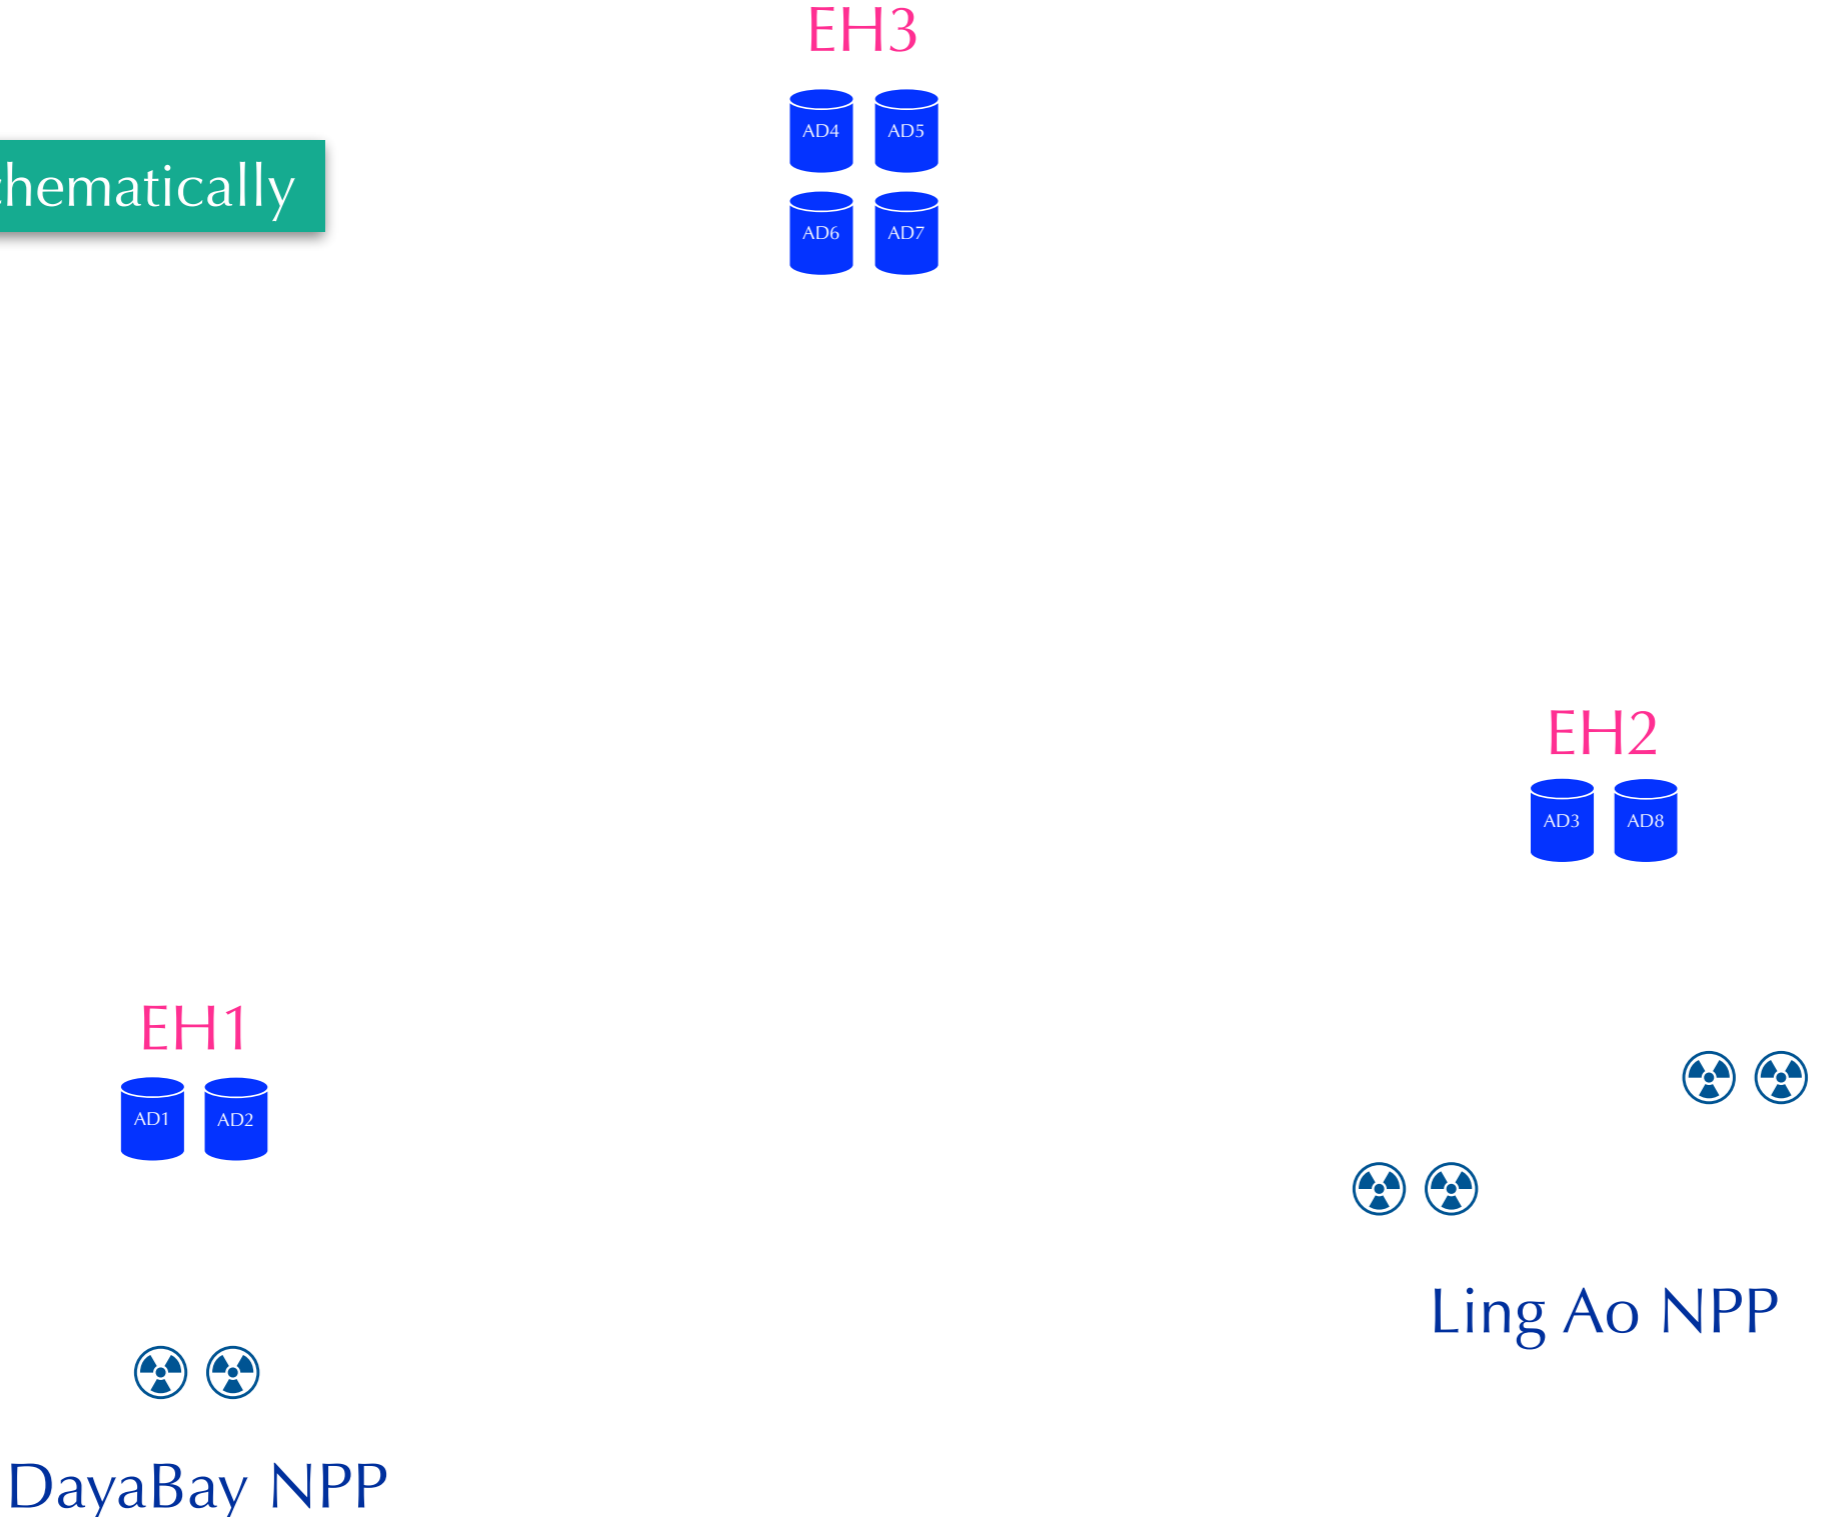 EH3
AD4 AD5
hematically
AD6 AD7
EH2
AD3 AD8
EH1
AD1 AD2
Ling Ao NPP
DayaBay NPP